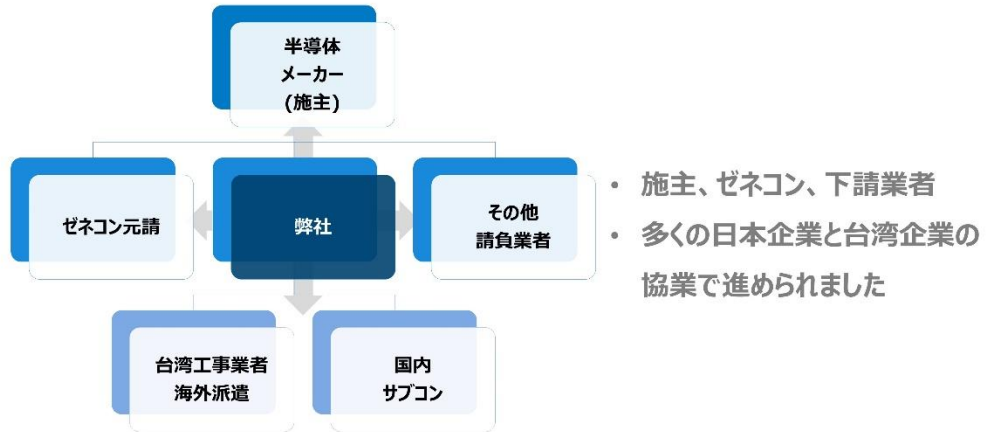 半導体
メーカー
(施主)
ゼネコン元請
弊社
その他
請負業者
台湾工事業者
海外派遣
国内
サブコン
• 施主、ゼネコン、下請業者
• 多くの日本企業と台湾企業の
協業で進められました